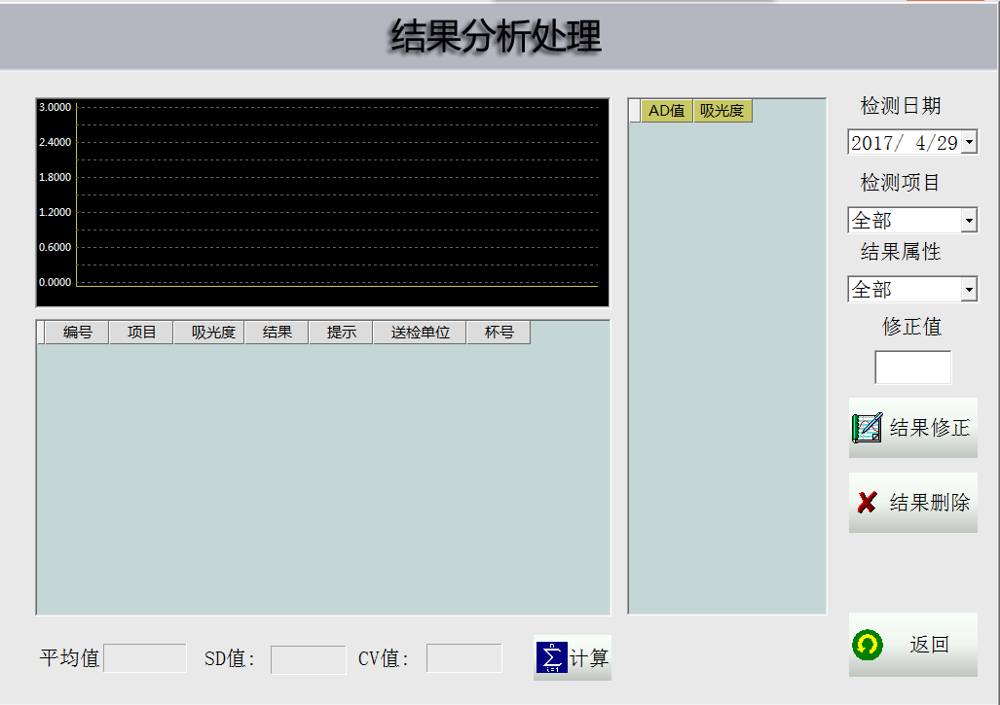 结果分析处理
3.0000
2.4000
1.8000
1.2000
0.6000
0.0000
编号 项目 吸光度 结果 提示 送检单位 杯号
平均值 SD值: CV值: 计算
AD值 吸光度
检测日期
2017/ 4/29
检测项目
全部
结果属性
全部
修正值
结果修正
结果删除
返回